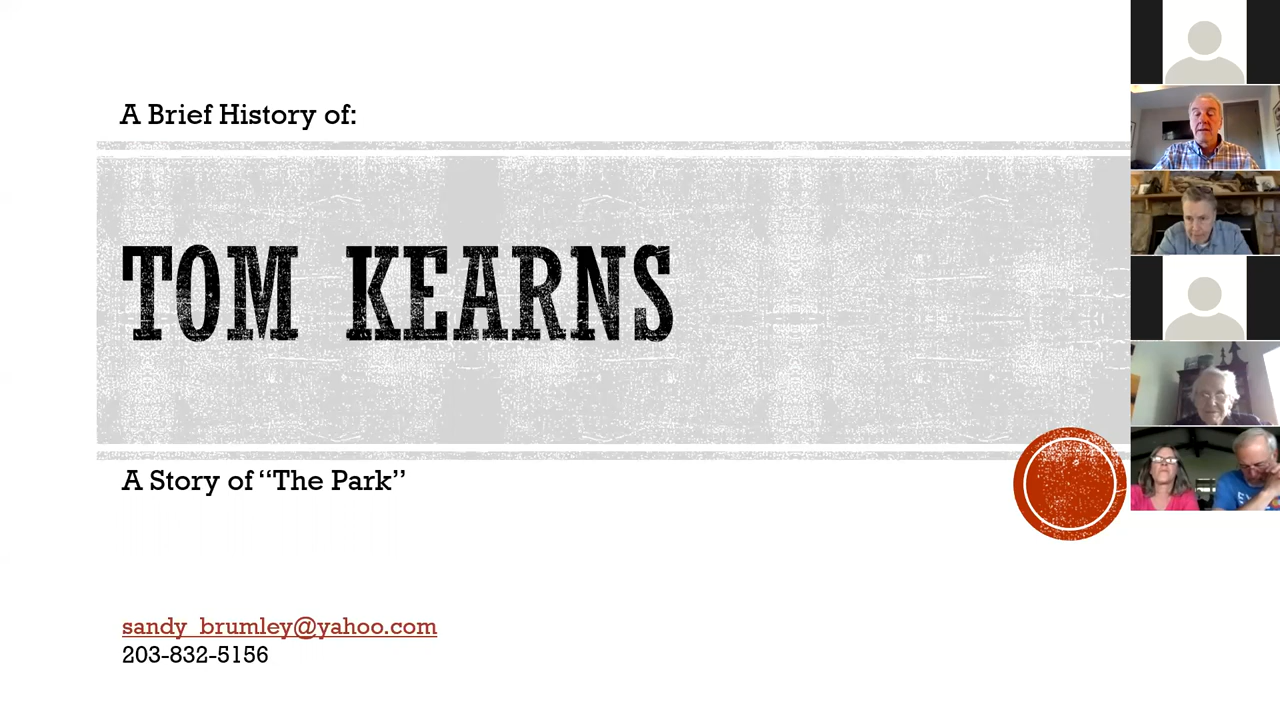 A Brief History of:
TOM KEARNS
A Story of “The Park”
sandy_brumley@yahoo.com
203-832-5156